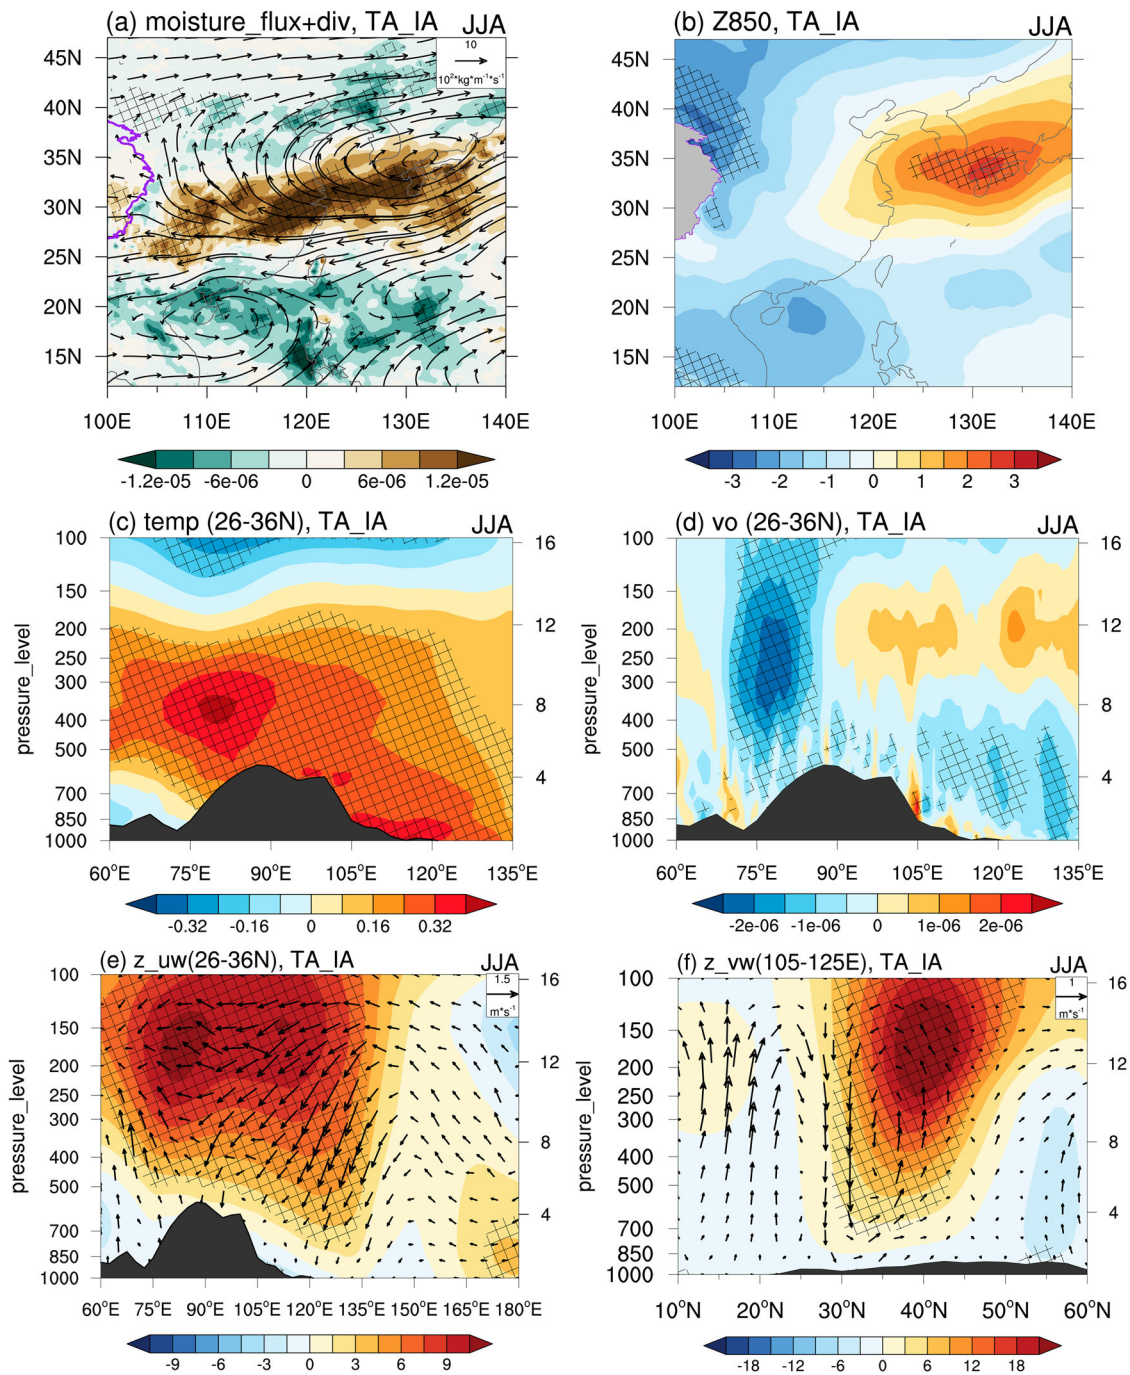 (a) moisture_flux+div, TA_IA JJA
10
10²*kg*m⁻¹*s⁻¹
45N
40N
35N
30N
25N
20N
15N
100E 110E 120E 130E 140E
-1.2e-05 -6e-06 0 6e-06 1.2e-05
(b) Z850, TA_IA JJA
45N
40N
35N
30N
25N
20N
15N
100E 110E 120E 130E 140E
-3 -2 -1 0 1 2 3
(c) temp (26-36N), TA_IA JJA
pressure_level
100 16
150
200 12
250
300 8
400
500
700 4
850
1000
60°E 75°E 90°E 105°E 120°E 135°E
-0.32 -0.16 0 0.16 0.32
(d) vo (26-36N), TA_IA JJA
pressure_level
100 16
150
200 12
250
300 8
400
500
700 4
850
1000
60°E 75°E 90°E 105°E 120°E 135°E
-2e-06 -1e-06 0 1e-06 2e-06
(e) z_uw(26-36N), TA_IA JJA
1.5
m*s⁻¹
pressure_level
100 16
150
200 12
250
300 8
400
500
700 4
850
1000
60°E 75°E 90°E 105°E 120°E 135°E 150°E 165°E 180°E
-9 -6 -3 0 3 6 9
(f) z_vw(105-125E), TA_IA JJA
1
m*s⁻¹
pressure_level
100 16
150
200 12
250
300 8
400
500
700 4
850
1000
10°N 20°N 30°N 40°N 50°N 60°N
-18 -12 -6 0 6 12 18